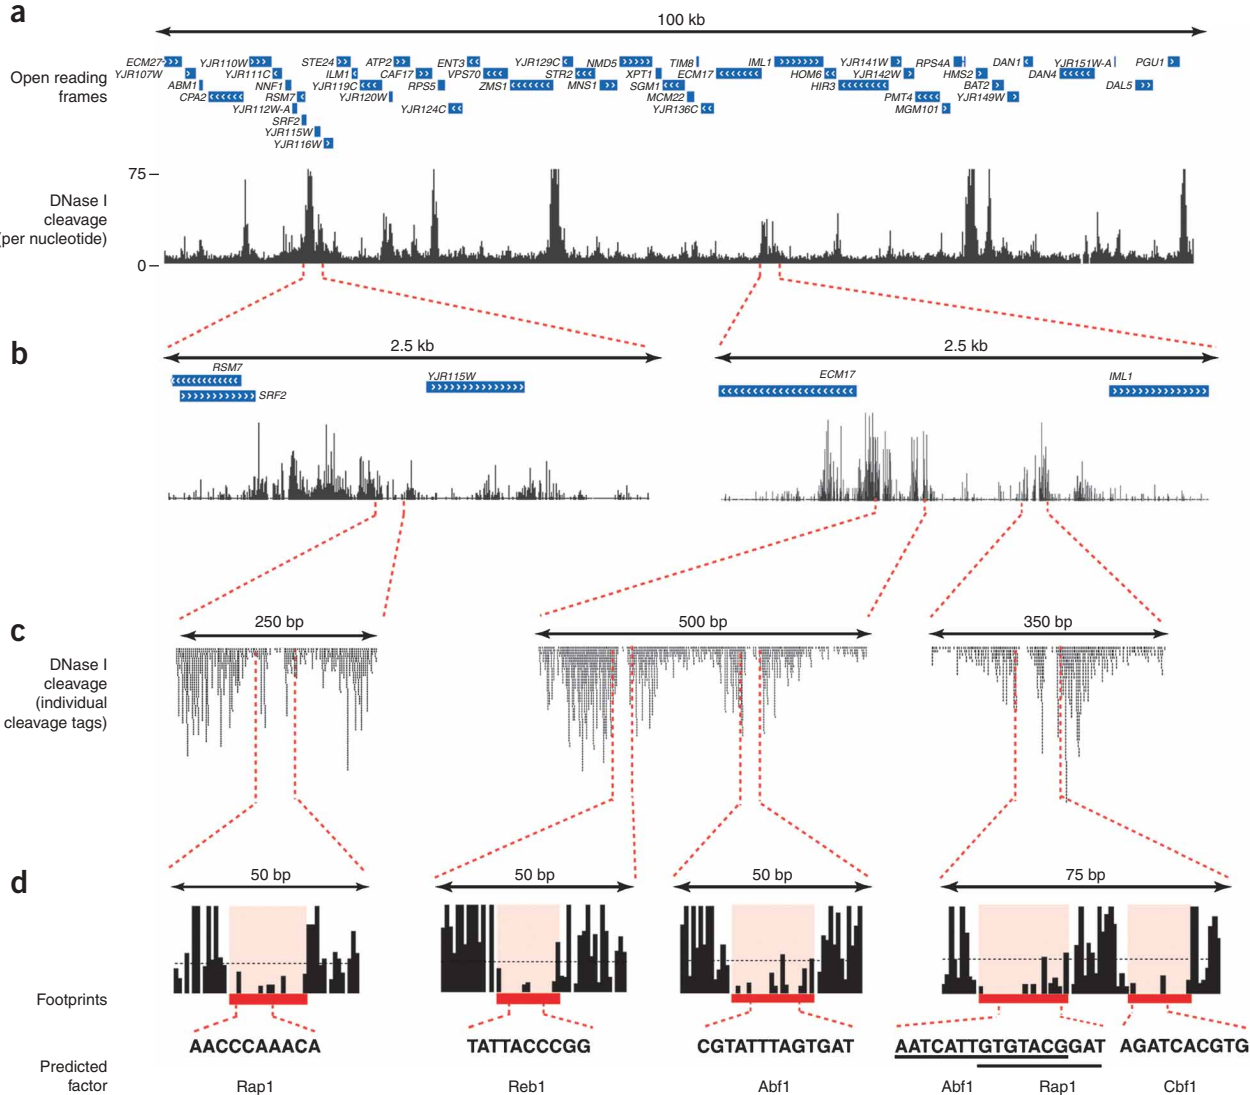 a
100 kb
Open reading
frames
ECM27
YJR110W
STE24
ATP2
ENT3
YJR129C
NMD5
TIM8
IML1
YJR141W
RPS4A
DAN1
YJR151W-A
PGU1
YJR107W
YJR111C
ILM1
CAF17
VPS70
STR2
XPT1
ECM17
HOM6
YJR142W
HMS2
DAN4
ABM1
NNF1
YJR119C
RPS5
ZMS1
MNS1
SGM1
HIR3
BAT2
DAL5
CPA2
RSM7
YJR120W
MCM22
PMT4
YJR149W
YJR112W-A
YJR124C
YJR136C
MGM101
SRF2
YJR115W
YJR116W
75
DNase I
cleavage
(per nucleotide)
0
b
2.5 kb
2.5 kb
RSM7
SRF2
YJR115W
ECM17
IML1
c
250 bp
500 bp
350 bp
DNase I
cleavage
(individual
cleavage tags)
d
50 bp
50 bp
50 bp
75 bp
Footprints
AACCCAAACA
TATTACCCGG
CGTATTTAGTGAT
AATCATTGTGTACGGAT
AGATCACGTG
Predicted
factor
Rap1
Reb1
Abf1
Abf1
Rap1
Cbf1